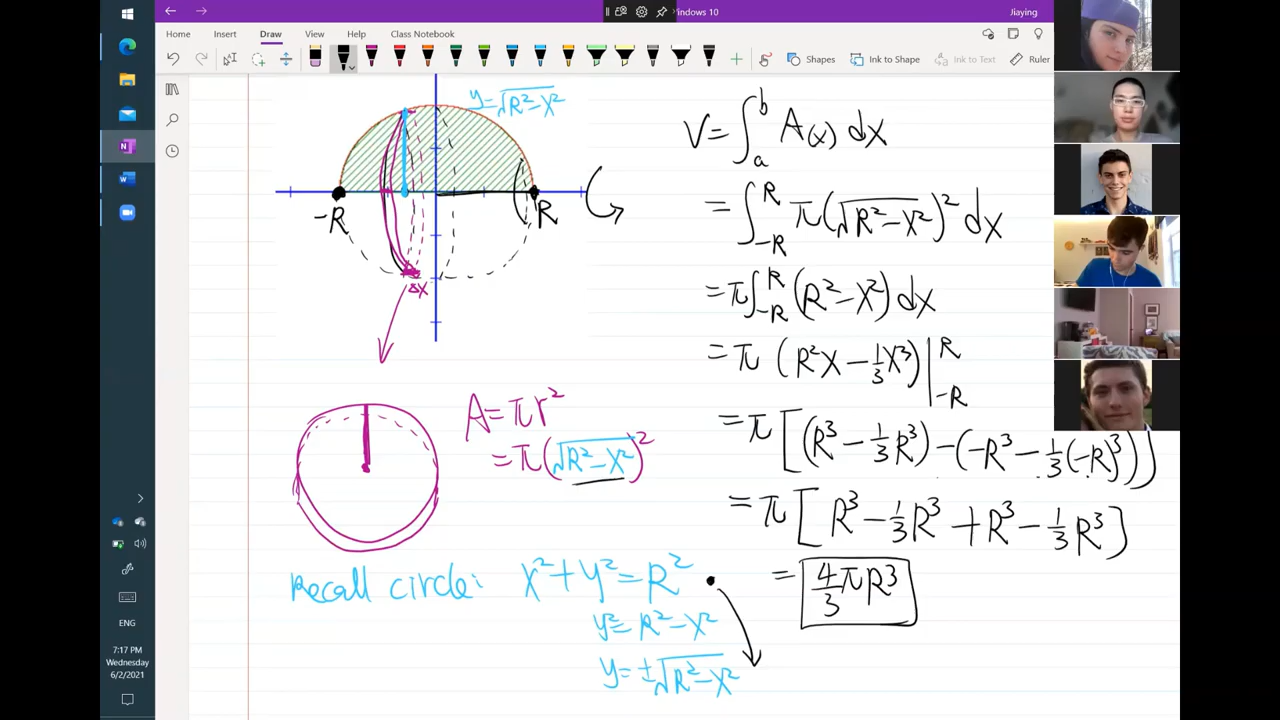 Windows 10
Jiaying
Home Insert Draw View Help Class Notebook
Shapes Ink to Shape Ink to Text Ruler
y=√R²-X²
-R
R
ΔX
A=πr²
=π(√R²-X²)²
Recall circle: X²+y²=R²
y²=R²-X²
y=±√R²-X²
V=∫ₐᵇ A(x) dx
=∫₋ᴿᴿ π(√R²-X²)² dx
=π∫₋ᴿᴿ (R²-X²) dx
=π (R²X-⅓X³)|₋ᴿᴿ
=π[(R³-⅓R³)-(-R³-⅓(-R)³)]
=π[R³-⅓R³+R³-⅓R³]
=4/3 πR³
ENG
7:17 PM
Wednesday
6/2/2021